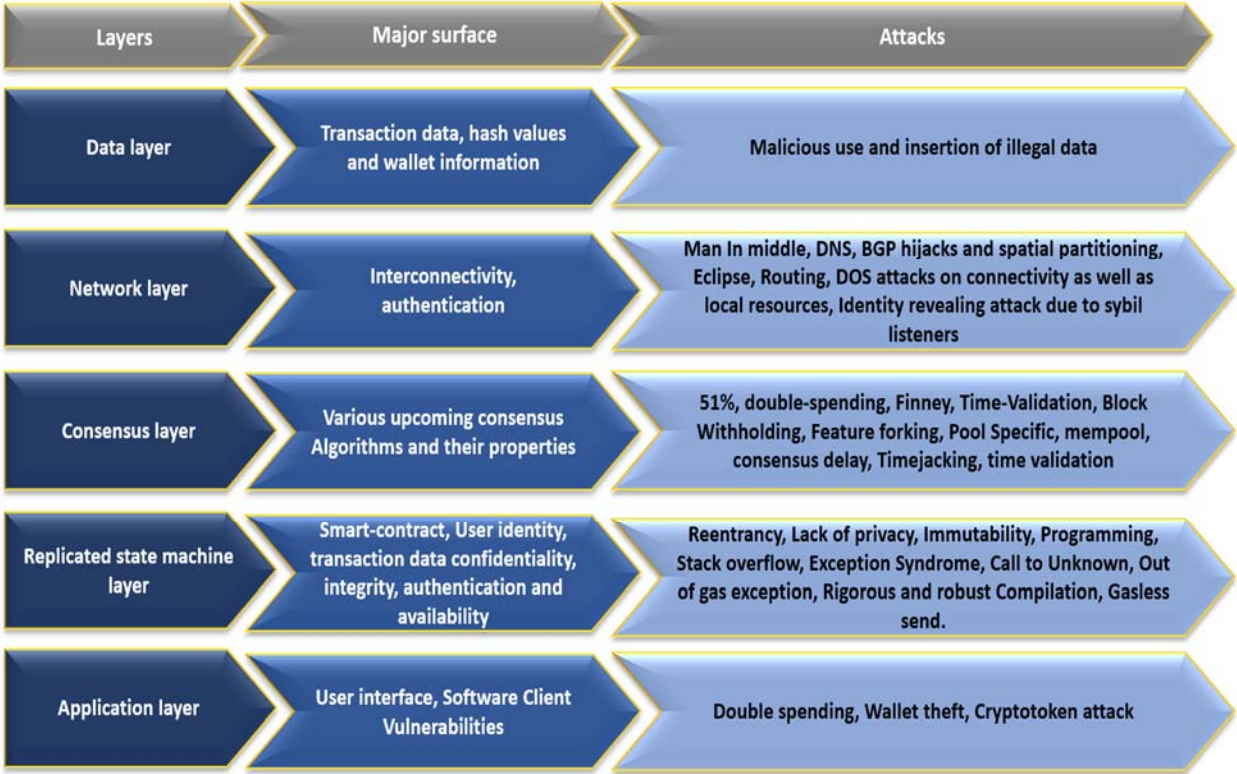 Layers
Major surface
Attacks
Data layer
Transaction data, hash values
and wallet information
Malicious use and insertion of illegal data
Network layer
Interconnectivity,
authentication
Man In middle, DNS, BGP hijacks and spatial partitioning,
Eclipse, Routing, DOS attacks on connectivity as well as
local resources, Identity revealing attack due to sybil
listeners
Consensus layer
Various upcoming consensus
Algorithms and their properties
51%, double-spending, Finney, Time-Validation, Block
Withholding, Feature forking, Pool Specific, mempool,
consensus delay, Timejacking, time validation
Replicated state machine
layer
Smart-contract, User identity,
transaction data confidentiality,
integrity, authentication and
availability
Reentrancy, Lack of privacy, Immutability, Programming,
Stack overflow, Exception Syndrome, Call to Unknown, Out
of gas exception, Rigorous and robust Compilation, Gasless
send.
Application layer
User interface, Software Client
Vulnerabilities
Double spending, Wallet theft, Cryptotoken attack